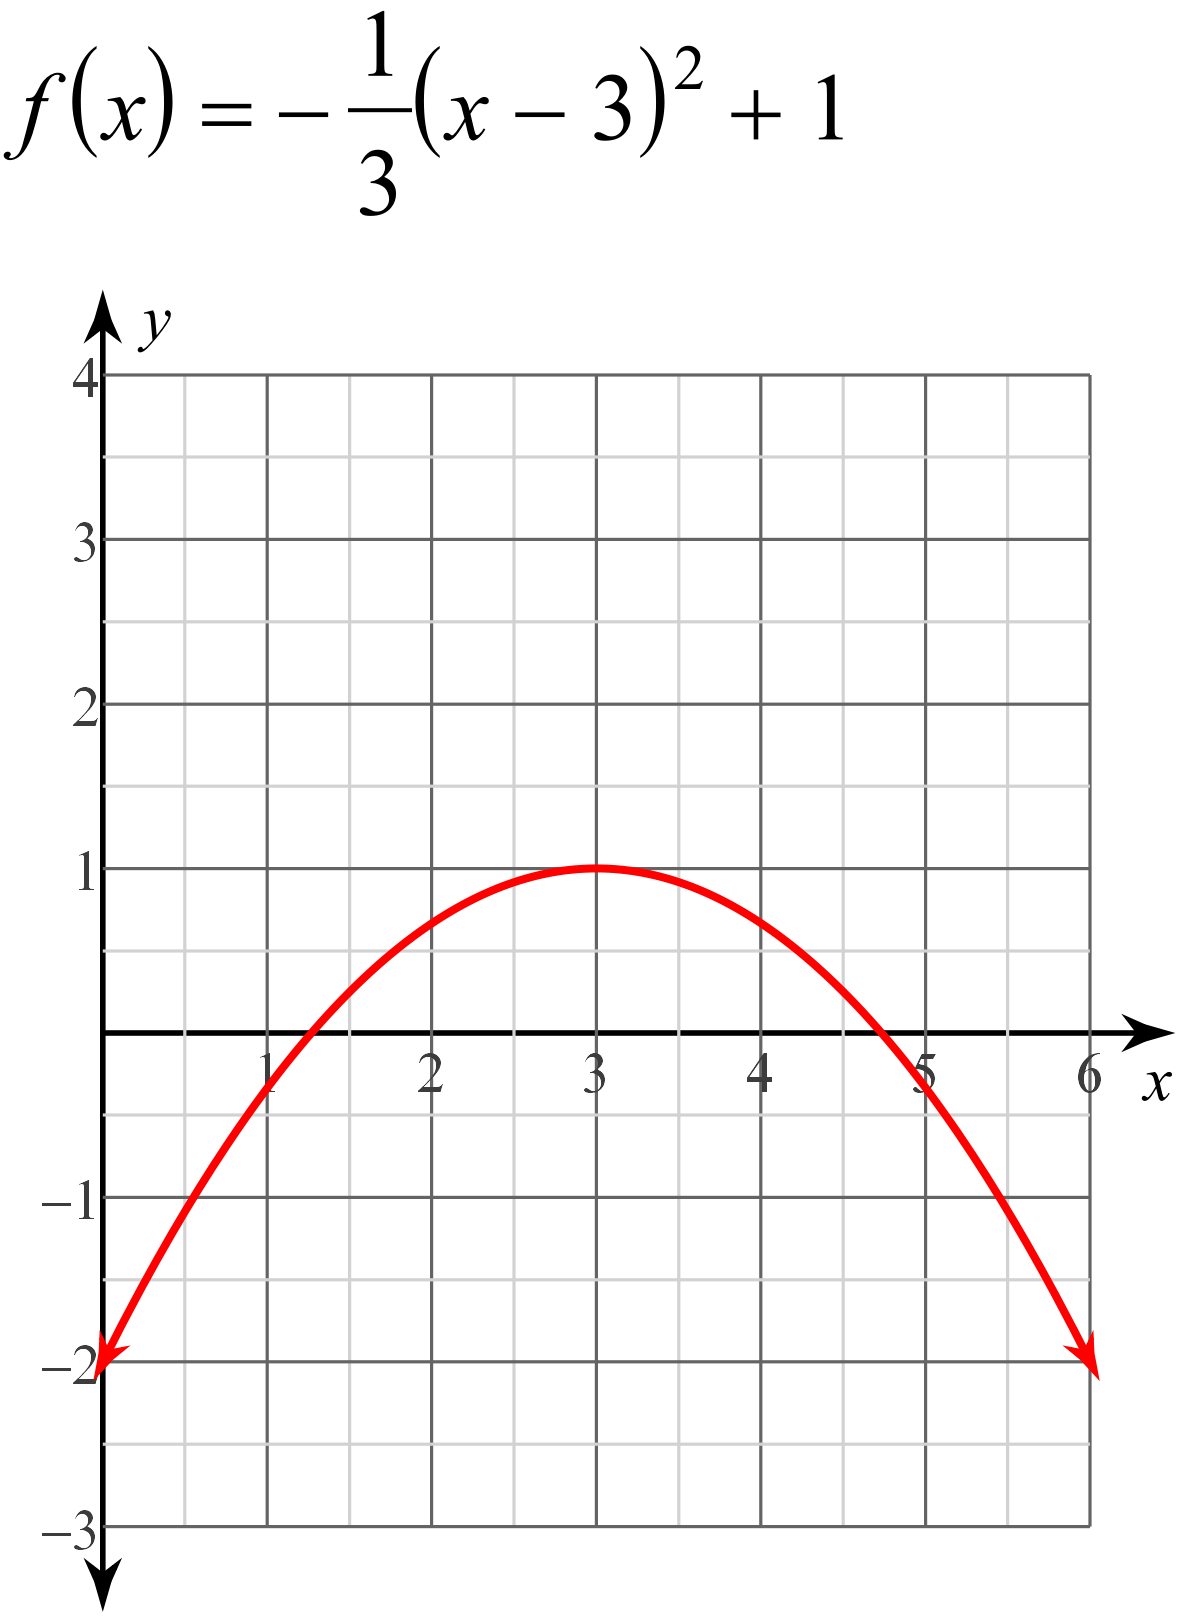 f(x) = -1/3(x - 3)² + 1
y
4
3
2
1
1 2 3 4 5 6 x
−1
−2
−3